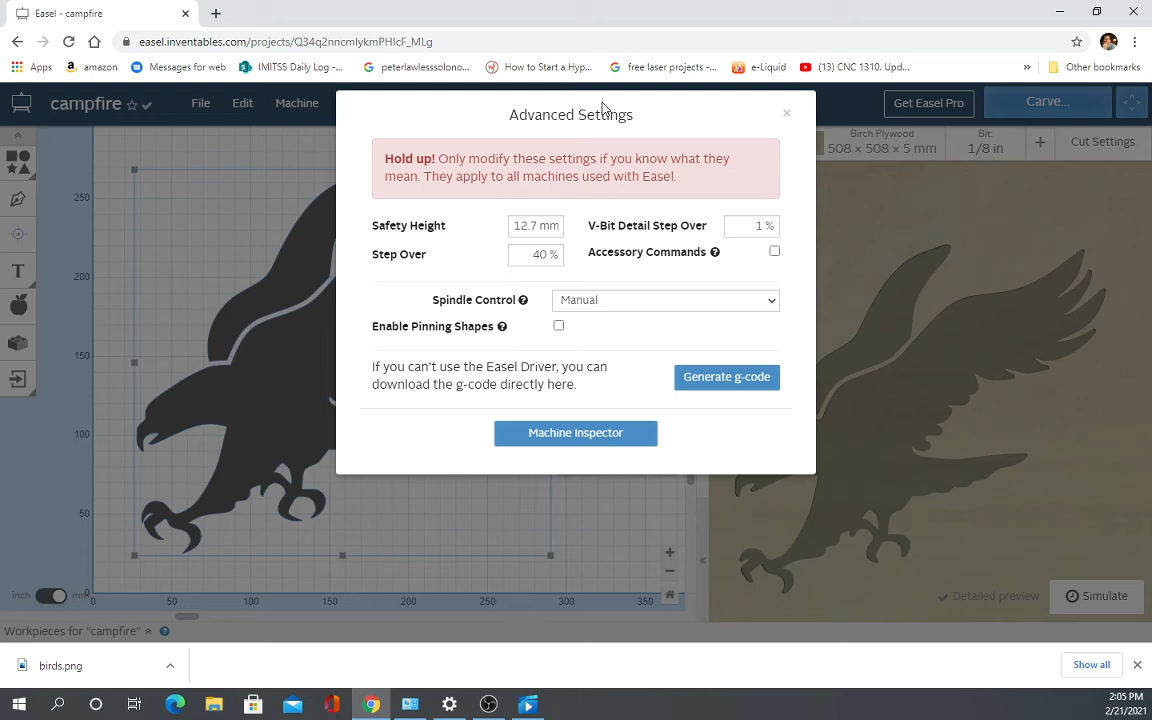 Easel - campfire
easel.inventables.com/projects/Q34q2nncmlykmPHIcF_MLg
Apps amazon Messages for web IMITSS Daily Log -... peterlawlesssolono... How to Start a Hyp... free laser projects -... e-Liquid (13) CNC 1310. Upd... » Other bookmarks
campfire File Edit Machine Get Easel Pro Carve...
Advanced Settings ×
Birch Plywood
508 × 508 × 5 mm
Bit:
1/8 in
+ Cut Settings
Hold up! Only modify these settings if you know what they
mean. They apply to all machines used with Easel.
Safety Height 12.7 mm V-Bit Detail Step Over 1 %
Step Over 40 % Accessory Commands ?
Spindle Control ? Manual
Enable Pinning Shapes ?
If you can't use the Easel Driver, you can
download the g-code directly here.
Generate g-code
Machine Inspector
T
250
200
150
100
50
0
0 50 100 150 200 250 300 350
inch mm
+
−
«
Detailed preview Simulate
Workpieces for "campfire" ?
birds.png Show all
2:05 PM
2/21/2021